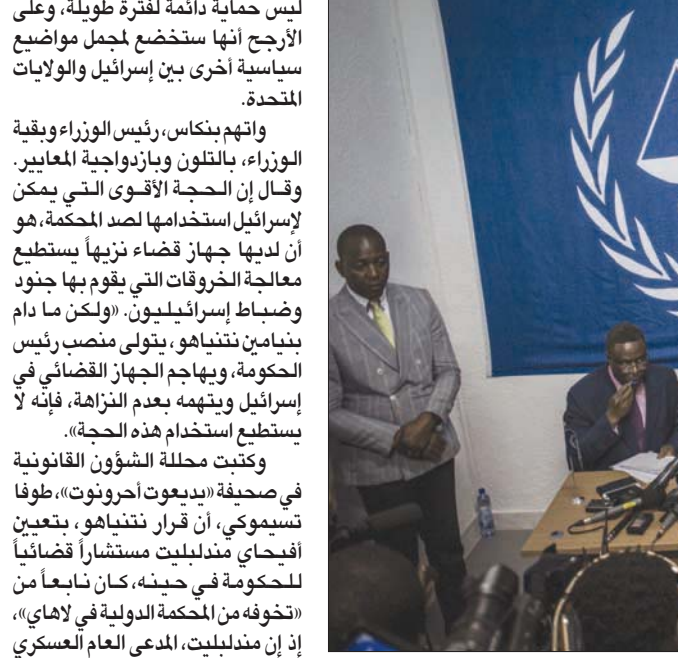 ليس حماية دائمة لفترة طويلة، وعلى
الأرجح أنها ستخضع لمجمل مواضيع
سياسية أخرى بين إسرائيل والولايات
المتحدة.
واتهم بنكاس، رئيس الوزراء وبقية
الوزراء، بالتلون وبازدواجية المعايير.
وقال إن الحجة الأقوى التي يمكن
لإسرائيل استخدامها لصد المحكمة، هو
أن لديها جهاز قضاء نزيهاً يستطيع
معالجة الخروقات التي يقوم بها جنود
وضباط إسرائيليون. «ولكن ما دام
بنيامين نتنياهو، يتولى منصب رئيس
الحكومة، ويهاجم الجهاز القضائي في
إسرائيل ويتهمه بعدم النزاهة، فإنه لا
يستطيع استخدام هذه الحجة».
وكتبت محللة الشؤون القانونية
في صحيفة «يديعوت أحرونوت»، طوفا
تسيموكي، أن قرار نتنياهو، بتعيين
أفيحاي مندلبليت مستشاراً قضائياً
للحكومة في حينه، كان نابعاً من
«تخوفه من المحكمة الدولية في لاهاي»،
إذ إن مندلبليت، المدعى العام العسكري